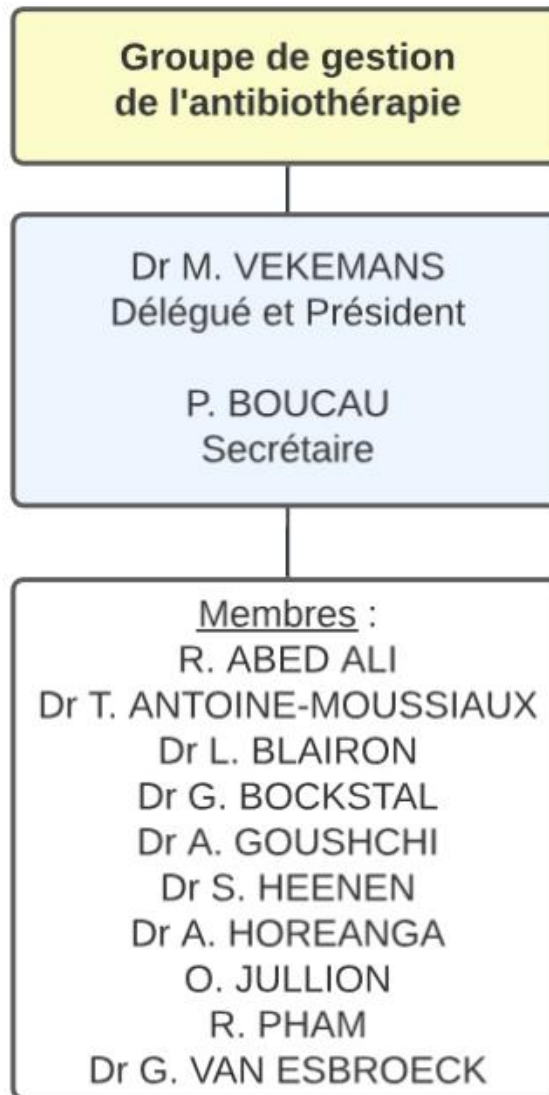 Groupe de gestion
de l'antibiothérapie
Dr M. VEKEMANS
Délégué et Président
P. BOUCAU
Secrétaire
Membres :
R. ABED ALI
Dr T. ANTOINE-MOUSSIAUX
Dr L. BLAIRON
Dr G. BOCKSTAL
Dr A. GOUSHCHI
Dr S. HEENEN
Dr A. HOREANGA
O. JULLION
R. PHAM
Dr G. VAN ESBROECK